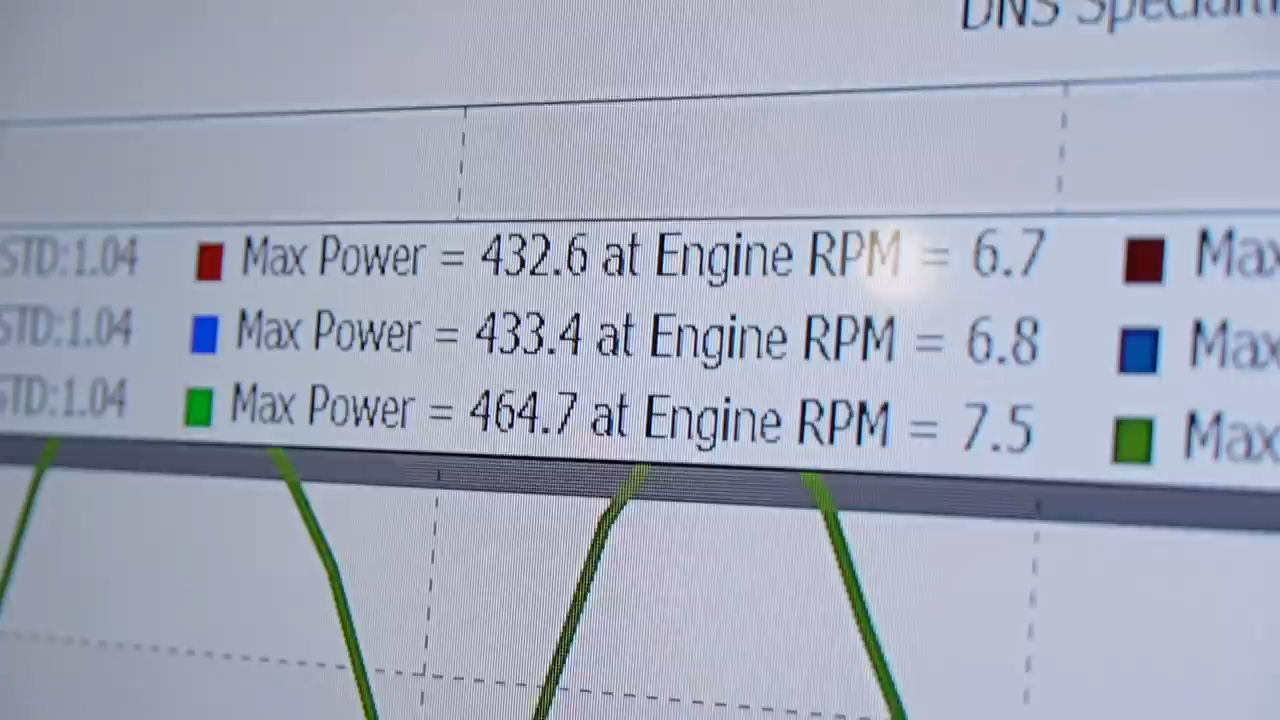 DNS
STD:1.04 Max Power = 432.6 at Engine RPM = 6.7 Max
STD:1.04 Max Power = 433.4 at Engine RPM = 6.8 Max
STD:1.04 Max Power = 464.7 at Engine RPM = 7.5 Max